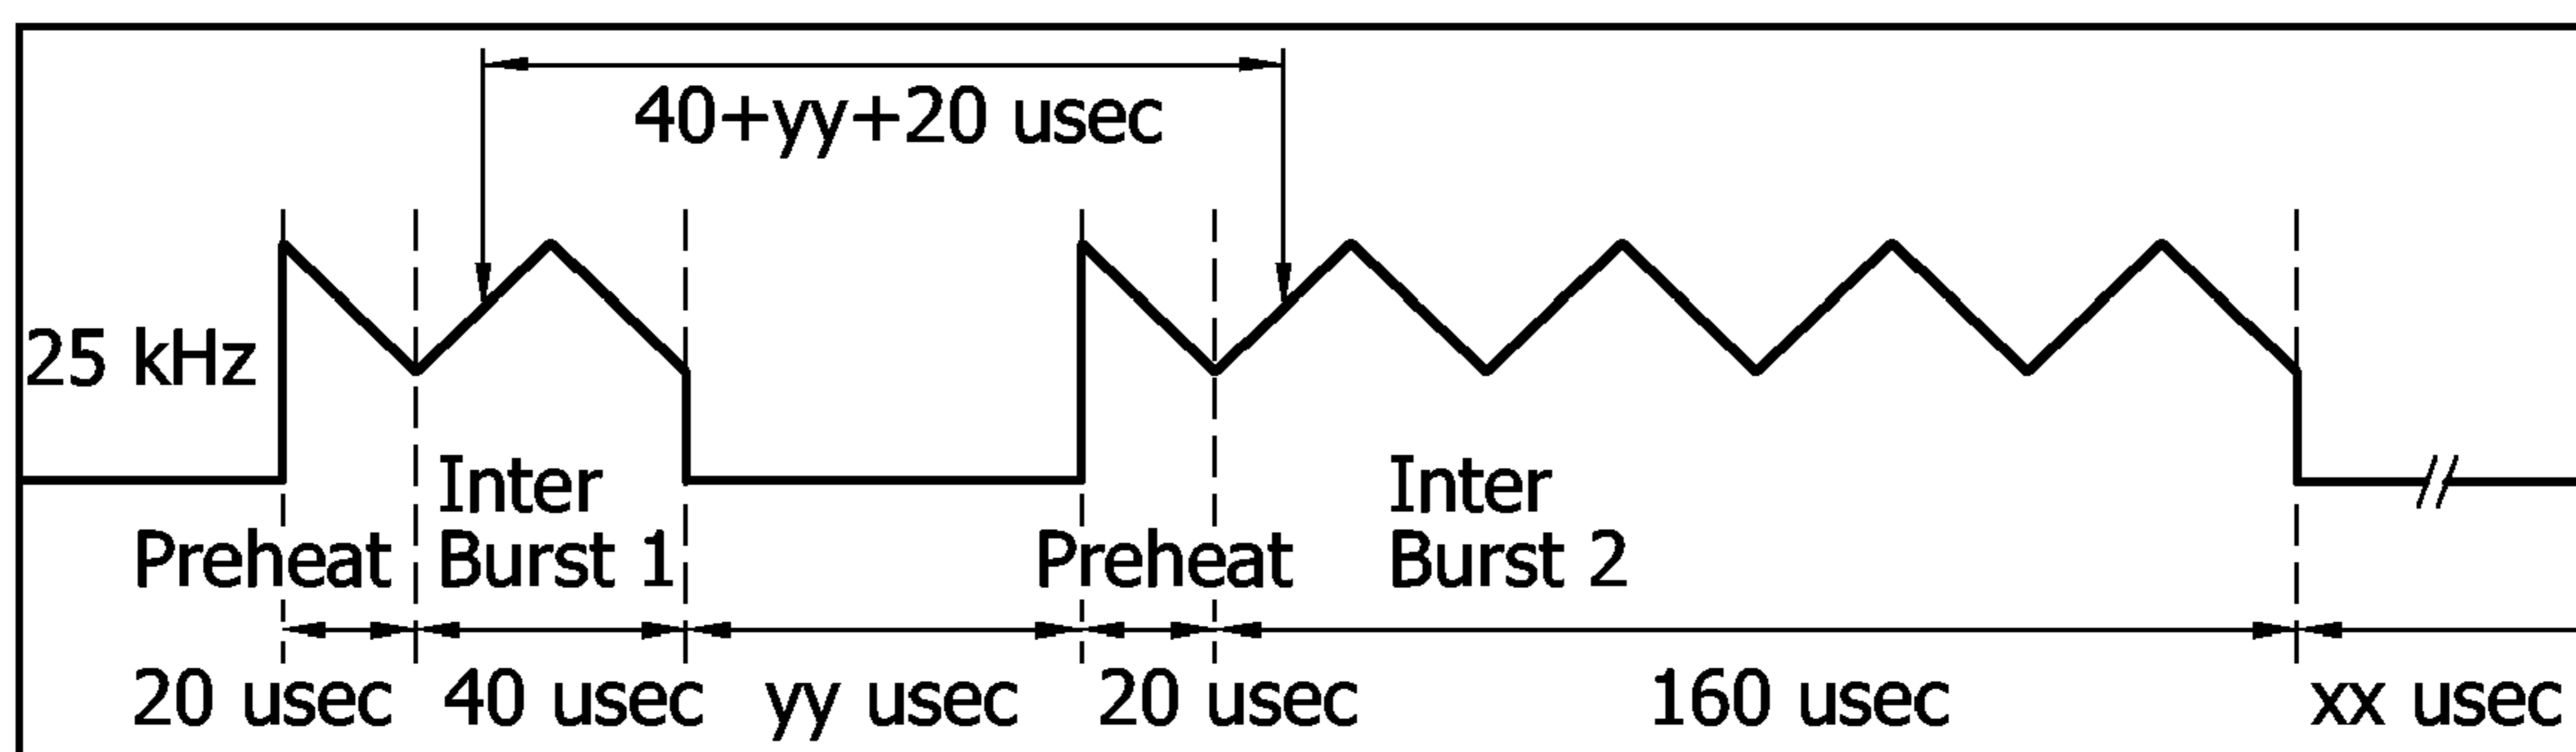 40+yy+20 usec
25 kHz
Inter
Burst 1
Preheat
Inter
Burst 2
Preheat
20 usec
40 usec
yy usec
20 usec
160 usec
xx usec